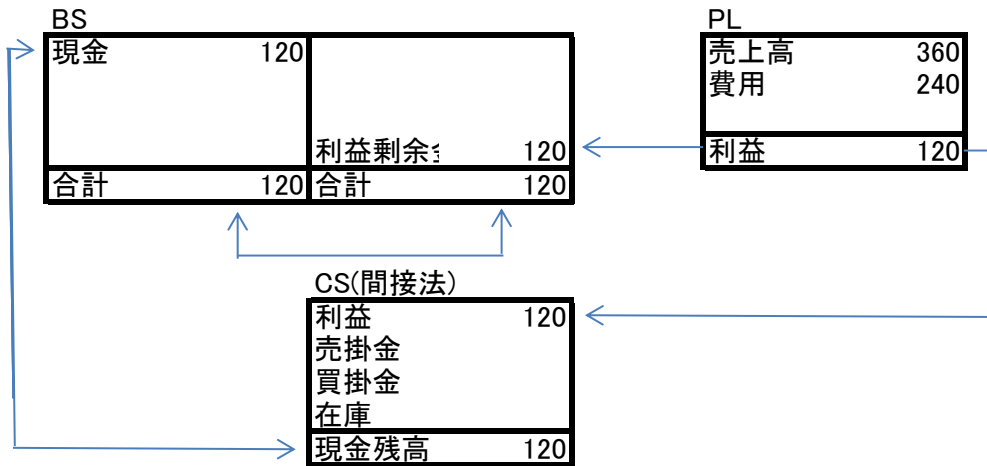 BS
現金 120
利益剰余 120
合計 120 合計 120
PL
売上高 360
費用 240
利益 120
CS(間接法)
利益 120
売掛金
買掛金
在庫
現金残高 120